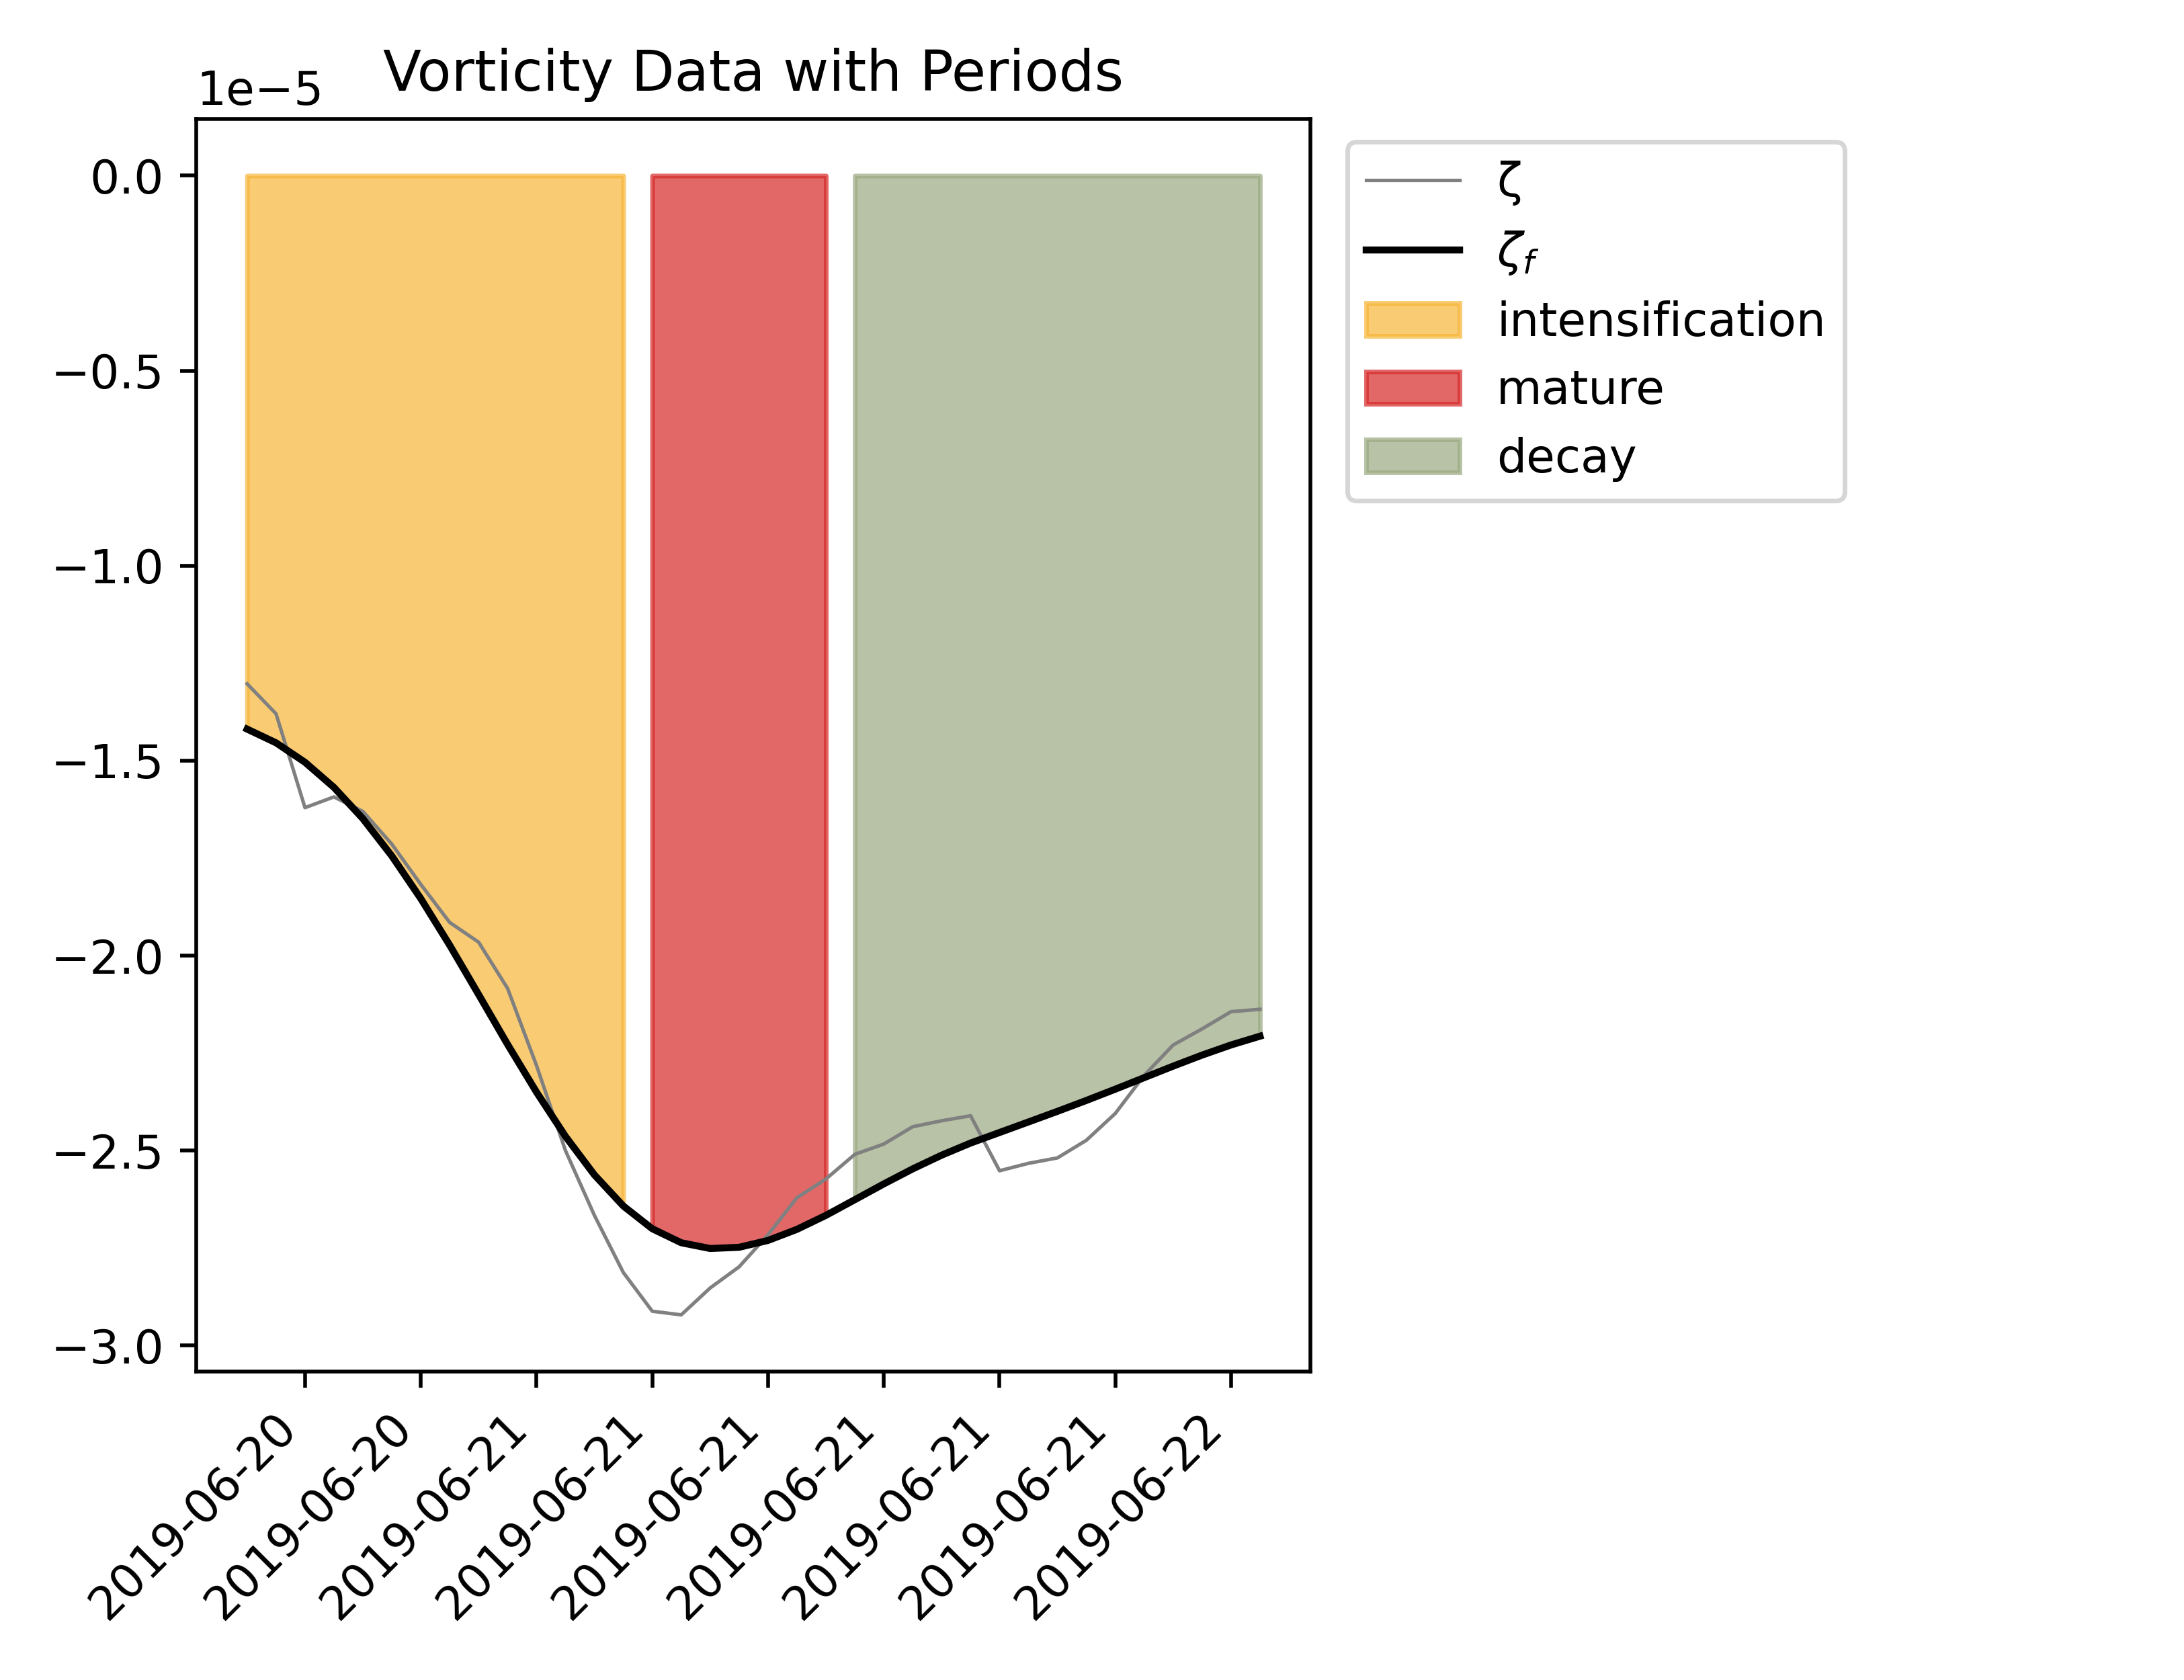 Vorticity Data with Periods
1e−5
0.0
−0.5
−1.0
−1.5
−2.0
−2.5
−3.0
2019-06-20
2019-06-20
2019-06-21
2019-06-21
2019-06-21
2019-06-21
2019-06-21
2019-06-21
2019-06-22
ζ
ζf
intensification
mature
decay